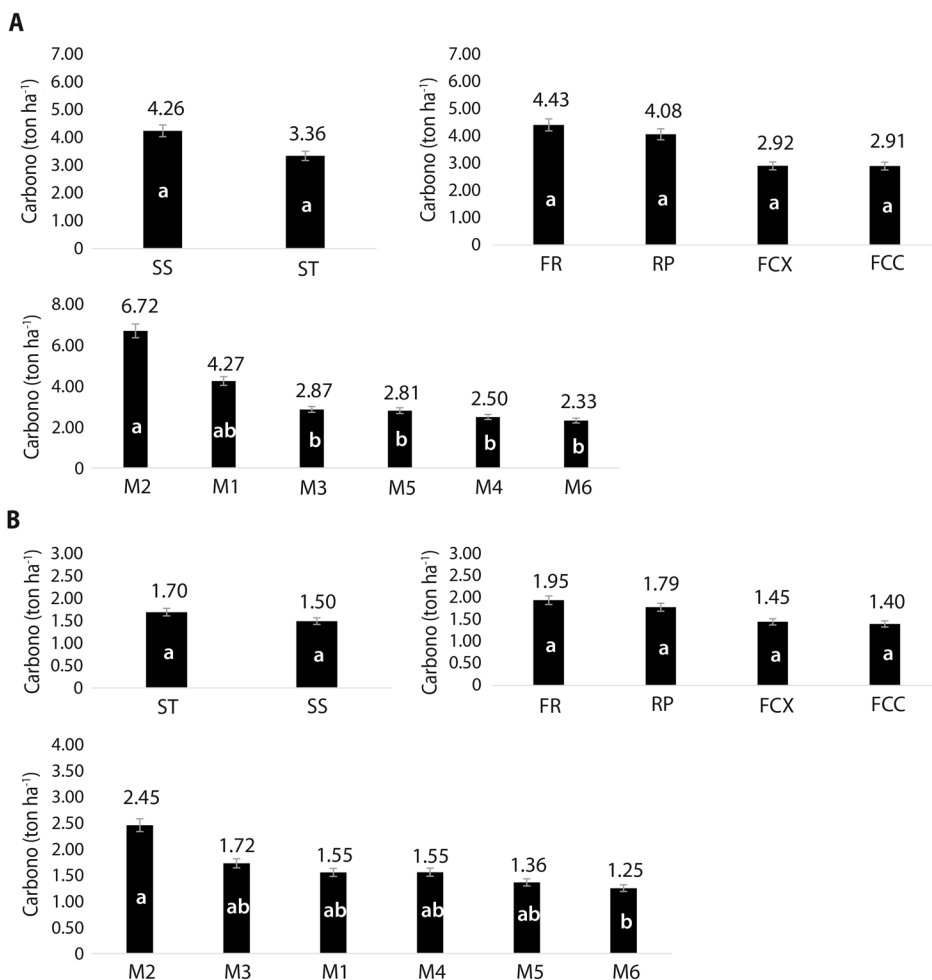 A
Carbono (ton ha⁻¹)
7.00
6.00
5.00
4.00
3.00
2.00
1.00
0
4.26
3.36
a
a
SS
ST
Carbono (ton ha⁻¹)
7.00
6.00
5.00
4.00
3.00
2.00
1.00
0
4.43
4.08
2.92
2.91
a
a
a
a
FR
RP
FCX
FCC
Carbono (ton ha⁻¹)
8.00
6.00
4.00
2.00
0
6.72
4.27
2.87
2.81
2.50
2.33
a
ab
b
b
b
b
M2
M1
M3
M5
M4
M6
B
Carbono (ton ha⁻¹)
3.00
2.50
2.00
1.50
1.00
0.50
0
1.70
1.50
a
a
ST
SS
Carbono (ton ha⁻¹)
3.00
2.50
2.00
1.50
1.00
0.50
0
1.95
1.79
1.45
1.40
a
a
a
a
FR
RP
FCX
FCC
Carbono (ton ha⁻¹)
4.00
3.50
3.00
2.50
2.00
1.50
1.00
0.50
0
2.45
1.72
1.55
1.55
1.36
1.25
a
ab
ab
ab
ab
b
M2
M3
M1
M4
M5
M6